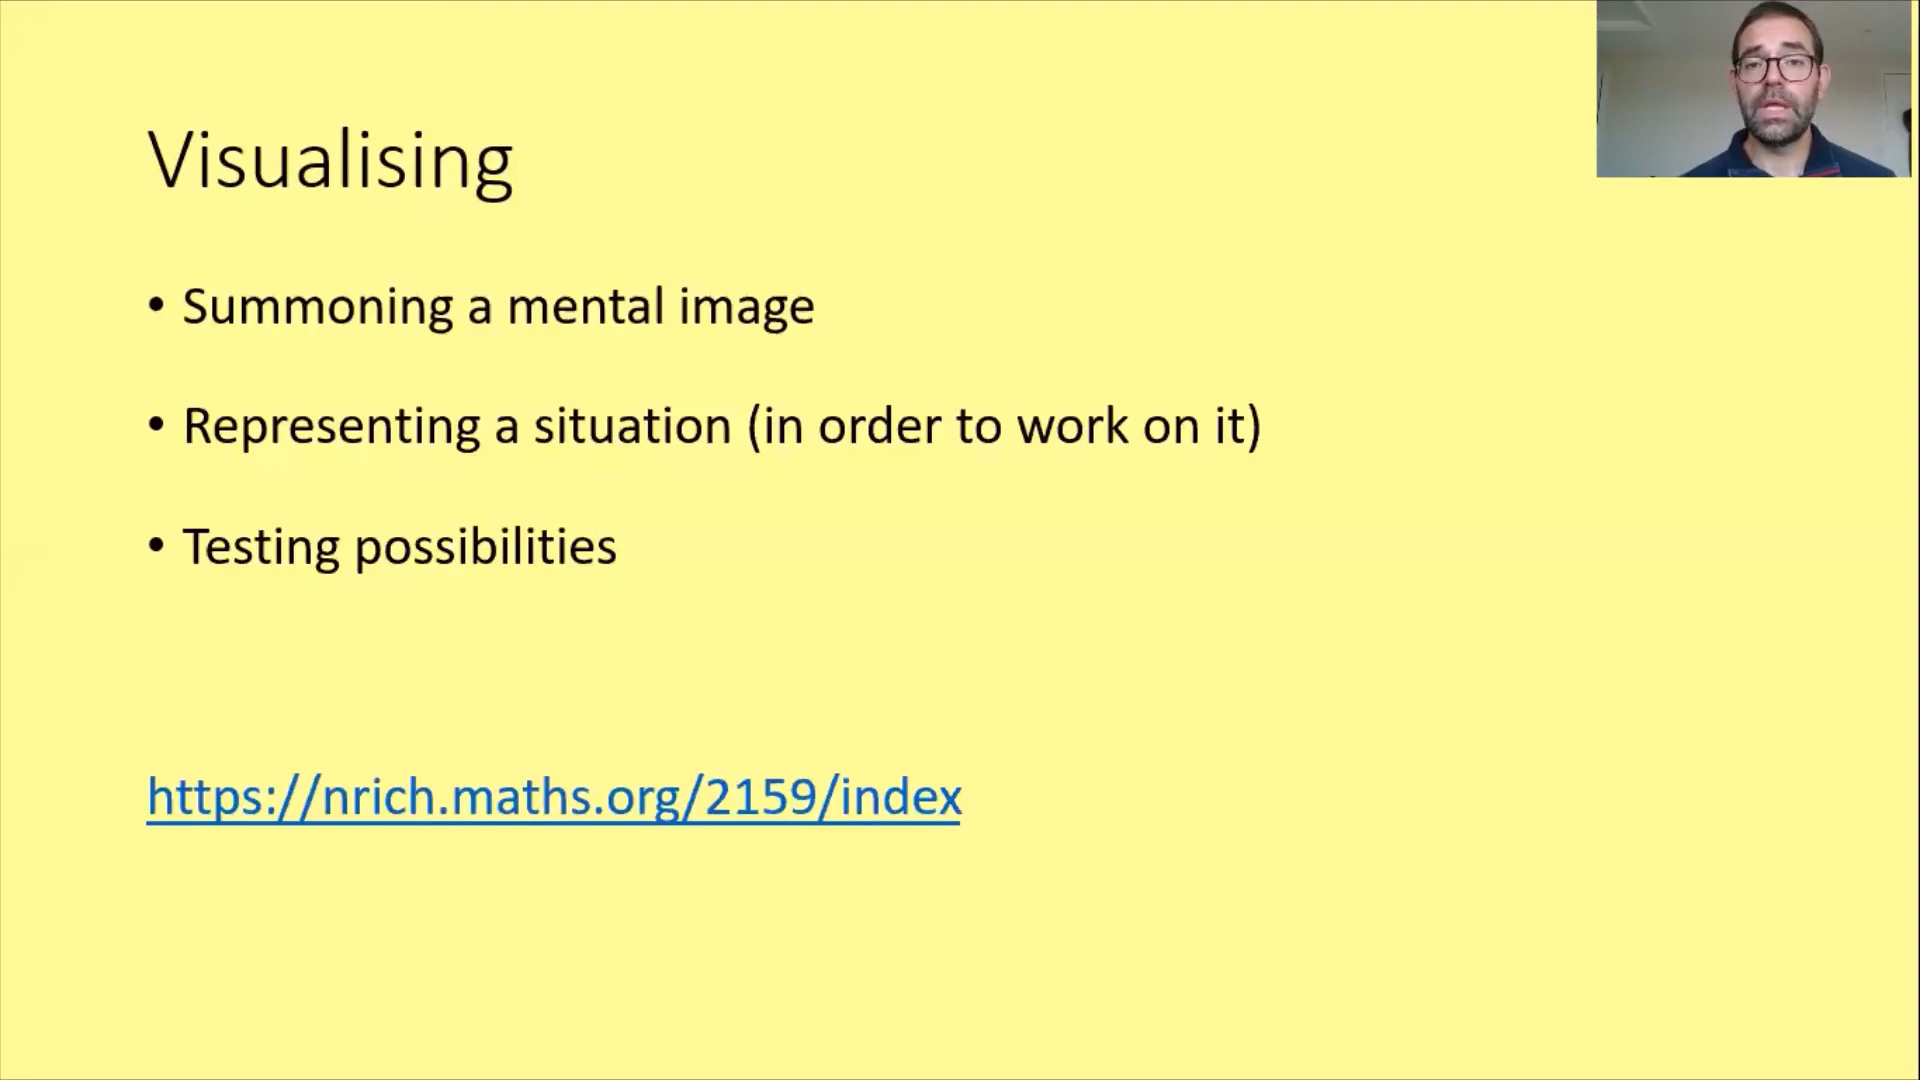 Visualising
• Summoning a mental image
• Representing a situation (in order to work on it)
• Testing possibilities
https://nrich.maths.org/2159/index